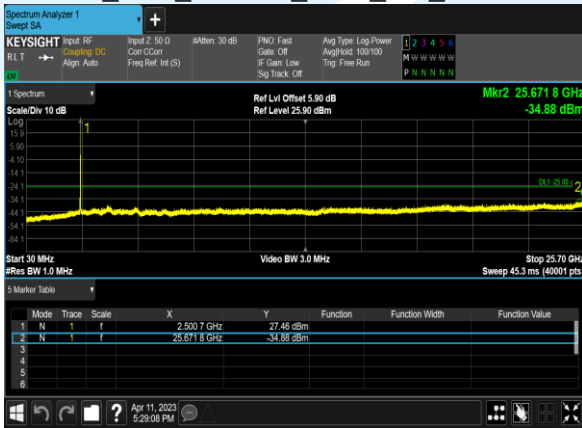 Spectrum Analyzer 1
Swept SA
+
KEYSIGHT
RLT
Input: RF
Coupling: DC
Align: Auto
Input Z: 50 Ω
Corr CCorr
Freq Ref: Int (S)
#Atten: 30 dB
PNO: Fast
Gate: Off
IF Gain: Low
Sig Track: Off
Avg Type: Log-Power
Avg|Hold: 100/100
Trig: Free Run
1 2 3 4 5 6
M W W W W W
P N N N N N
1 Spectrum
Scale/Div 10 dB
Ref Lvl Offset 5.90 dB
Ref Level 25.90 dBm
Mkr2 25.671 8 GHz
-34.88 dBm
Log
15.9
5.90
-4.10
-14.1
-24.1
-34.1
-44.1
-54.1
-64.1
1
2
Start 30 MHz
#Res BW 1.0 MHz
Video BW 3.0 MHz
Stop 25.70 GHz
Sweep 45.3 ms (40001 pts)
5 Marker Table
Mode Trace Scale X Y Function Function Width Function Value
1 N 1 f 2.500 7 GHz 27.46 dBm
2 N 1 f 25.671 8 GHz -34.88 dBm
3
4
5
6
?
Apr 11, 2023
5:29:08 PM